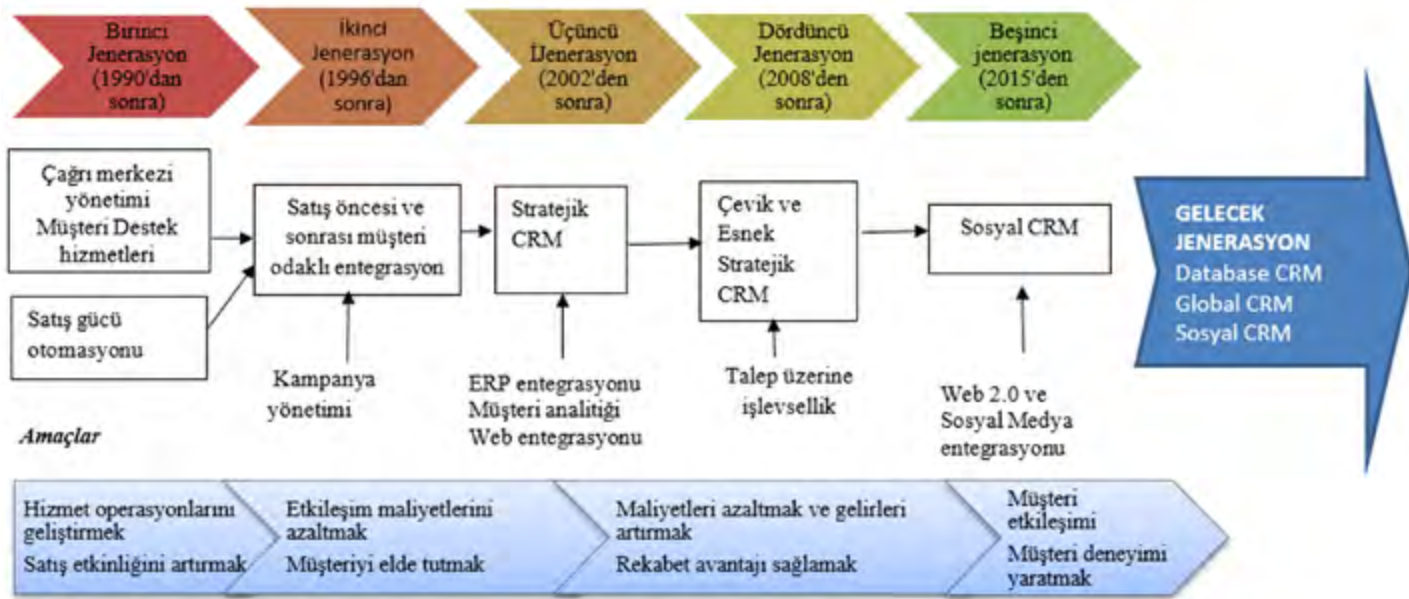 Birinci
Jenerasyon
(1990'dan
sonra)
İkinci
Jenerasyon
(1996'dan
sonra)
Üçüncü
İJenerasyon
(2002'den
sonra)
Dördüncü
Jenerasyon
(2008'den
sonra)
Beşinci
jenerasyon
(2015'den
sonra)
Çağrı merkezi
yönetimi
Müşteri Destek
hizmetleri
Satış gücü
otomasyonu
Satış öncesi ve
sonrası müşteri
odaklı entegrasyon
Kampanya
yönetimi
Stratejik
CRM
ERP entegrasyonu
Müşteri analitiği
Web entegrasyonu
Çevik ve
Esnek
Stratejik
CRM
Talep üzerine
işlevsellik
Sosyal CRM
Web 2.0 ve
Sosyal Medya
entegrasyonu
GELECEK
JENERASYON
Database CRM
Global CRM
Sosyal CRM
Amaçlar
Hizmet operasyonlarını
geliştirmek
Satış etkinliğini artırmak
Etkileşim maliyetlerini
azaltmak
Müşteriyi elde tutmak
Maliyetleri azaltmak ve gelirleri
artırmak
Rekabet avantajı sağlamak
Müşteri
etkileşimi
Müşteri deneyimi
yaratmak